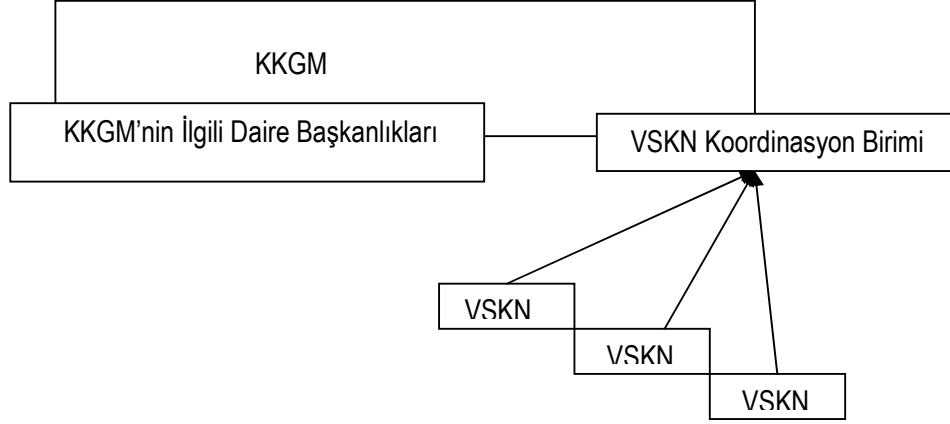 KKGM
KKGM'nin İlgili Daire Başkanlıkları
VSKN Koordinasyon Birimi
VSKN
VSKN
VSKN